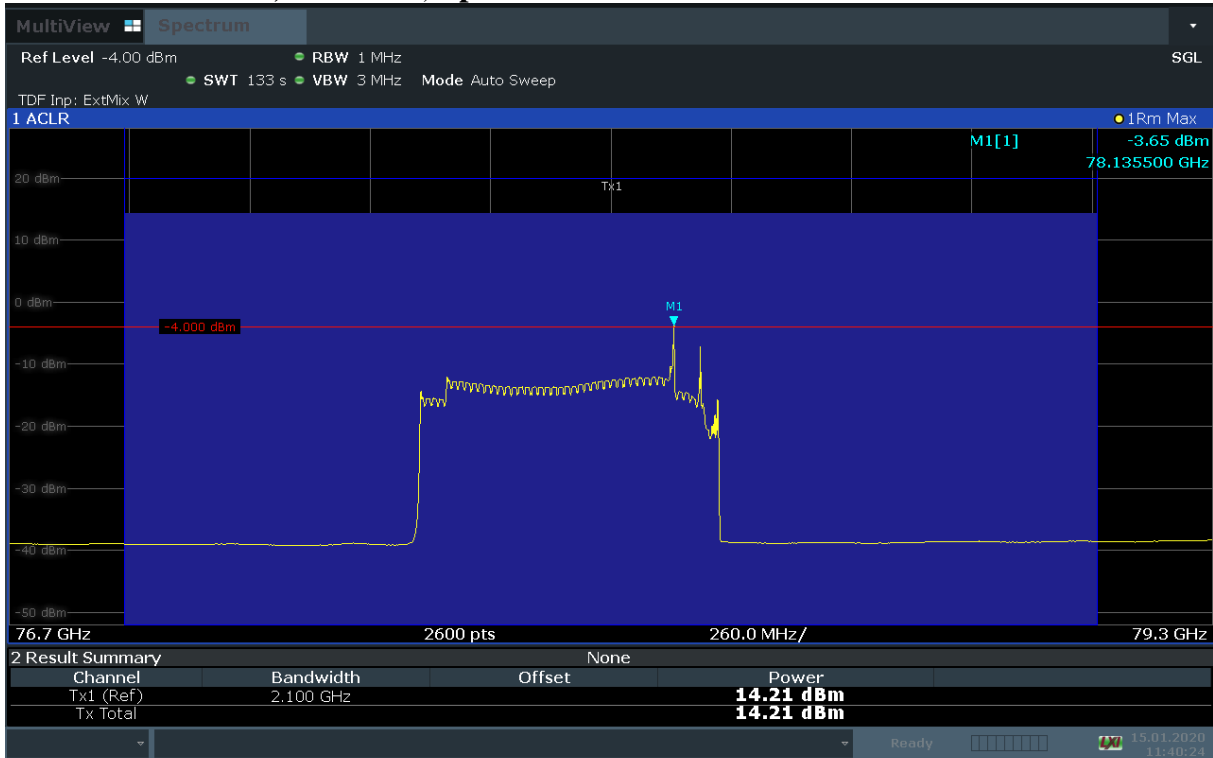 MultiView Spectrum
Ref Level -4.00 dBm RBW 1 MHz SGL
SWT 133 s VBW 3 MHz Mode Auto Sweep
TDF Inp: ExtMix W
1 ACLR 1Rm Max
M1[1] -3.65 dBm
78.135500 GHz
20 dBm
Tx1
10 dBm
0 dBm
M1
-4.000 dBm
-10 dBm
-20 dBm
-30 dBm
-40 dBm
-50 dBm
76.7 GHz 2600 pts 260.0 MHz/ 79.3 GHz
2 Result Summary None
Channel Bandwidth Offset Power
Tx1 (Ref) 2.100 GHz 14.21 dBm
Tx Total 14.21 dBm
Ready LXI 15.01.2020
11:40:24